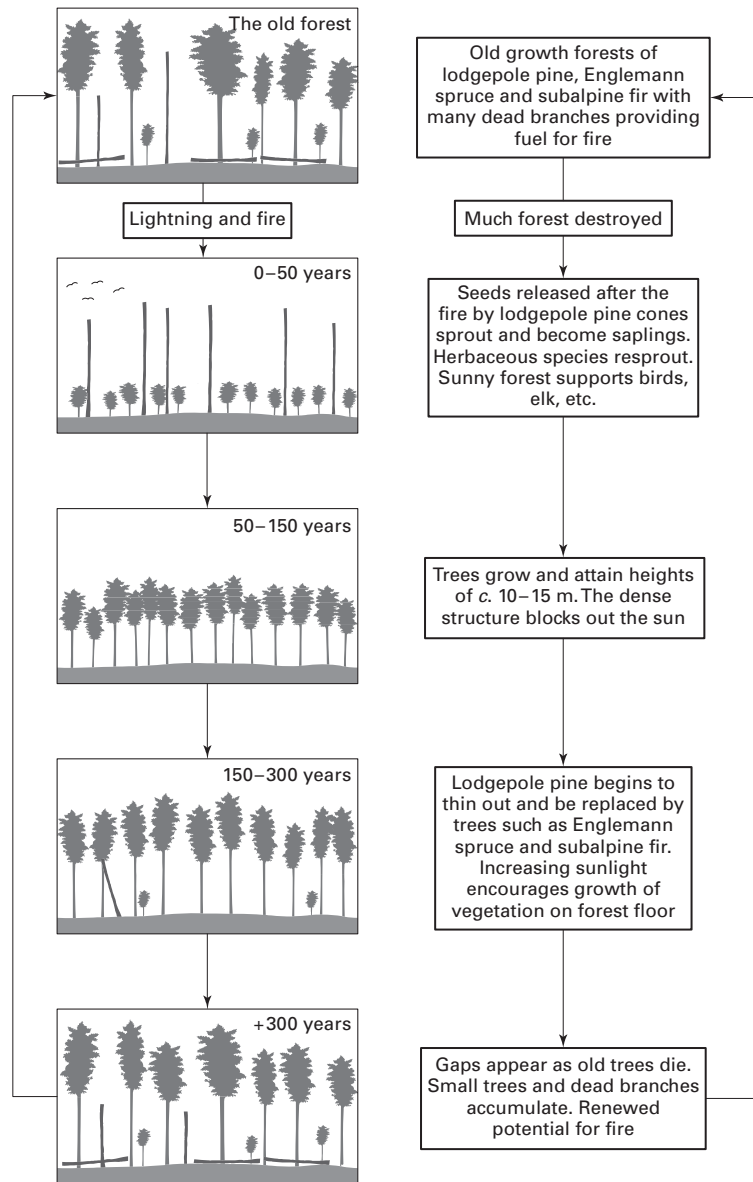 The old forest
Old growth forests of
lodgepole pine, Englemann
spruce and subalpine fir with
many dead branches providing
fuel for fire
Lightning and fire
Much forest destroyed
0–50 years
Seeds released after the
fire by lodgepole pine cones
sprout and become saplings.
Herbaceous species resprout.
Sunny forest supports birds,
elk, etc.
50–150 years
Trees grow and attain heights
of c. 10–15 m. The dense
structure blocks out the sun
150–300 years
Lodgepole pine begins to
thin out and be replaced by
trees such as Englemann
spruce and subalpine fir.
Increasing sunlight
encourages growth of
vegetation on forest floor
+300 years
Gaps appear as old trees die.
Small trees and dead branches
accumulate. Renewed
potential for fire